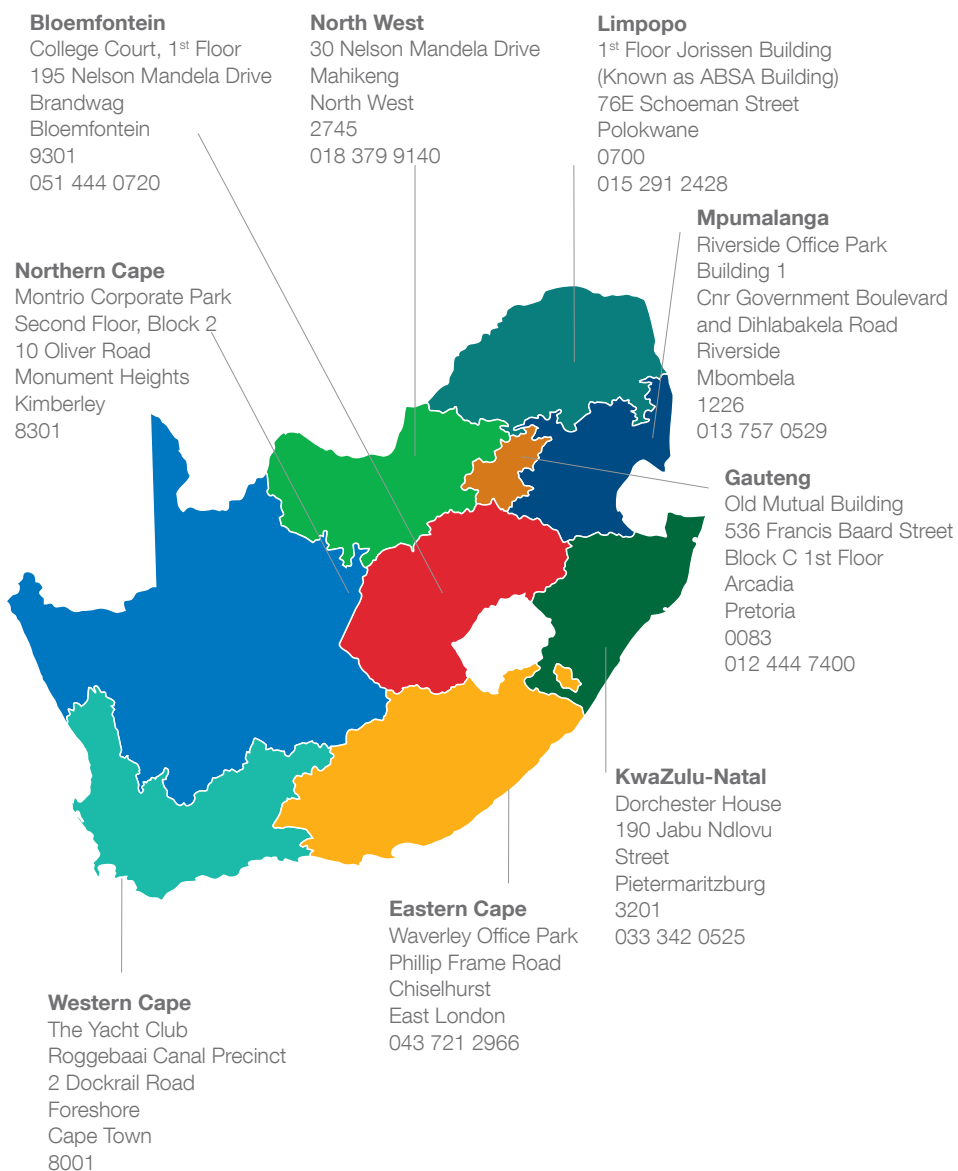 Bloemfontein
College Court, 1st Floor
195 Nelson Mandela Drive
Brandwag
Bloemfontein
9301
051 444 0720
North West
30 Nelson Mandela Drive
Mahikeng
North West
2745
018 379 9140
Limpopo
1st Floor Jorissen Building
(Known as ABSA Building)
76E Schoeman Street
Polokwane
0700
015 291 2428
Mpumalanga
Riverside Office Park
Building 1
Cnr Government Boulevard
and Dihlabakela Road
Riverside
Mbombela
1226
013 757 0529
Northern Cape
Montrio Corporate Park
Second Floor, Block 2
10 Oliver Road
Monument Heights
Kimberley
8301
Gauteng
Old Mutual Building
536 Francis Baard Street
Block C 1st Floor
Arcadia
Pretoria
0083
012 444 7400
KwaZulu-Natal
Dorchester House
190 Jabu Ndlovu
Street
Pietermaritzburg
3201
033 342 0525
Eastern Cape
Waverley Office Park
Phillip Frame Road
Chiselhurst
East London
043 721 2966
Western Cape
The Yacht Club
Roggebaai Canal Precinct
2 Dockrail Road
Foreshore
Cape Town
8001